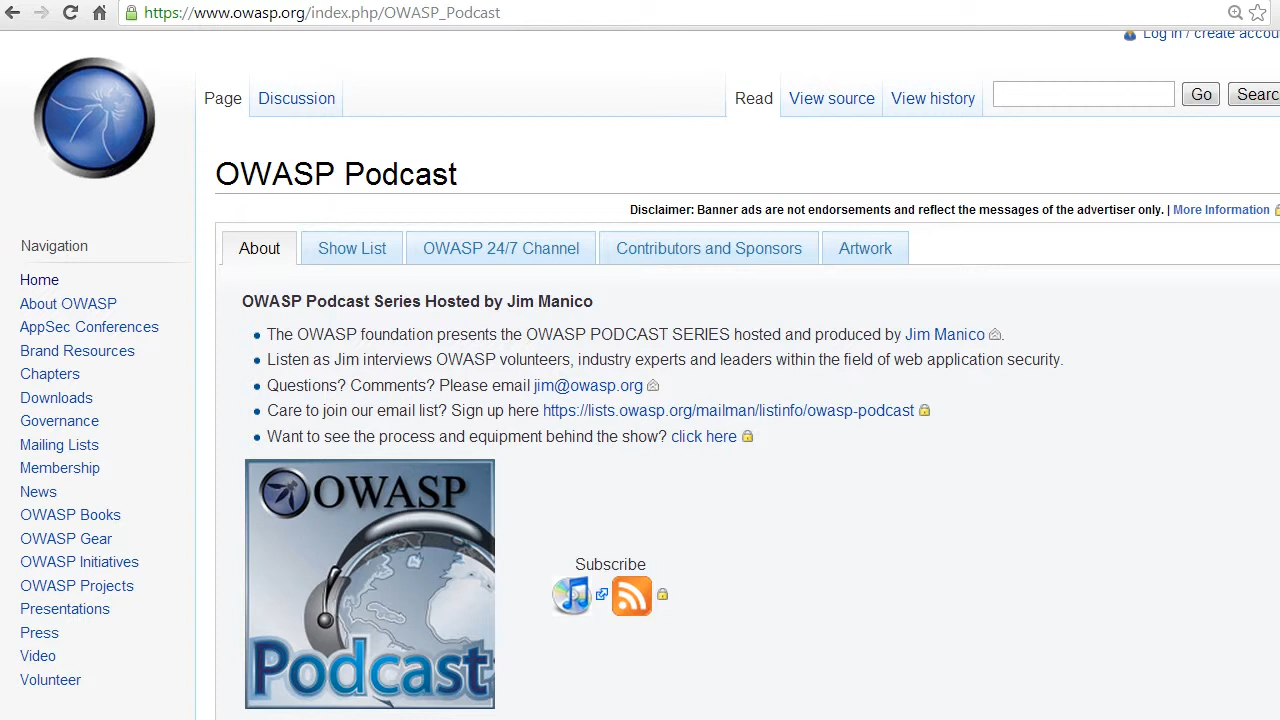 https://www.owasp.org/index.php/OWASP_Podcast
Log in / create accou
Page
Discussion
Read
View source
View history
Go
Searc
OWASP Podcast
Disclaimer: Banner ads are not endorsements and reflect the messages of the advertiser only. | More Information
Navigation
Home
About OWASP
AppSec Conferences
Brand Resources
Chapters
Downloads
Governance
Mailing Lists
Membership
News
OWASP Books
OWASP Gear
OWASP Initiatives
OWASP Projects
Presentations
Press
Video
Volunteer
About
Show List
OWASP 24/7 Channel
Contributors and Sponsors
Artwork
OWASP Podcast Series Hosted by Jim Manico
The OWASP foundation presents the OWASP PODCAST SERIES hosted and produced by Jim Manico.
Listen as Jim interviews OWASP volunteers, industry experts and leaders within the field of web application security.
Questions? Comments? Please email jim@owasp.org
Care to join our email list? Sign up here https://lists.owasp.org/mailman/listinfo/owasp-podcast
Want to see the process and equipment behind the show? click here
OWASP
Podcast
Subscribe